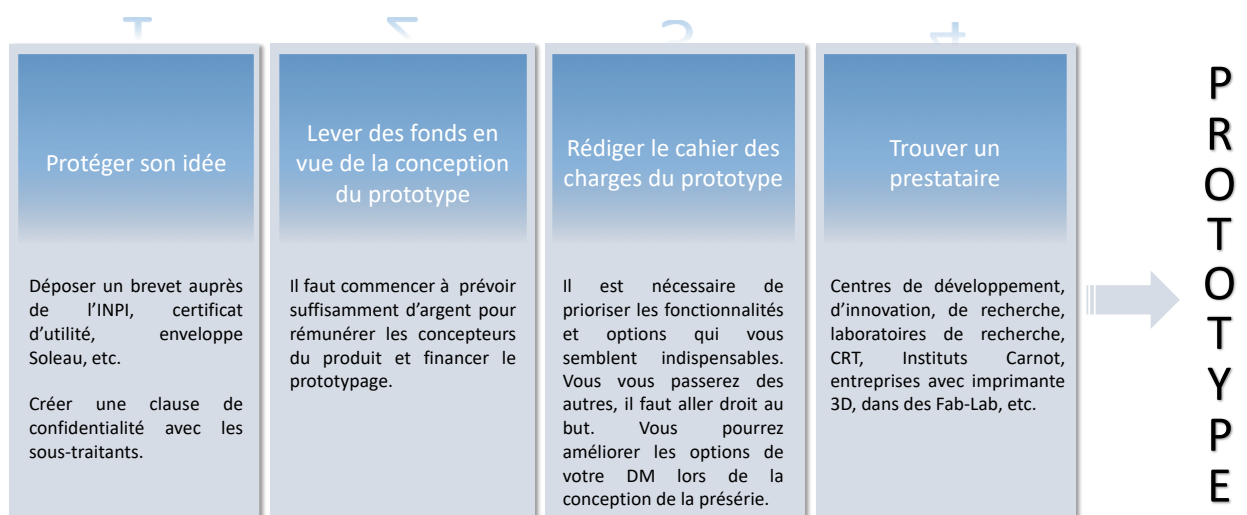 1
2
3
4
Protéger son idée
Déposer un brevet auprès
de l’INPI, certificat
d’utilité, enveloppe
Soleau, etc.
Créer une clause de
confidentialité avec les
sous-traitants.
Lever des fonds en
vue de la conception
du prototype
Il faut commencer à prévoir
suffisamment d’argent pour
rémunérer les concepteurs
du produit et financer le
prototypage.
Rédiger le cahier des
charges du prototype
Il est nécessaire de
prioriser les fonctionnalités
et options qui vous
semblent indispensables.
Vous vous passerez des
autres, il faut aller droit au
but. Vous pourrez
améliorer les options de
votre DM lors de la
conception de la présérie.
Trouver un
prestataire
Centres de développement,
d’innovation, de recherche,
laboratoires de recherche,
CRT, Instituts Carnot,
entreprises avec imprimante
3D, dans des Fab-Lab, etc.
PROTOTYPE